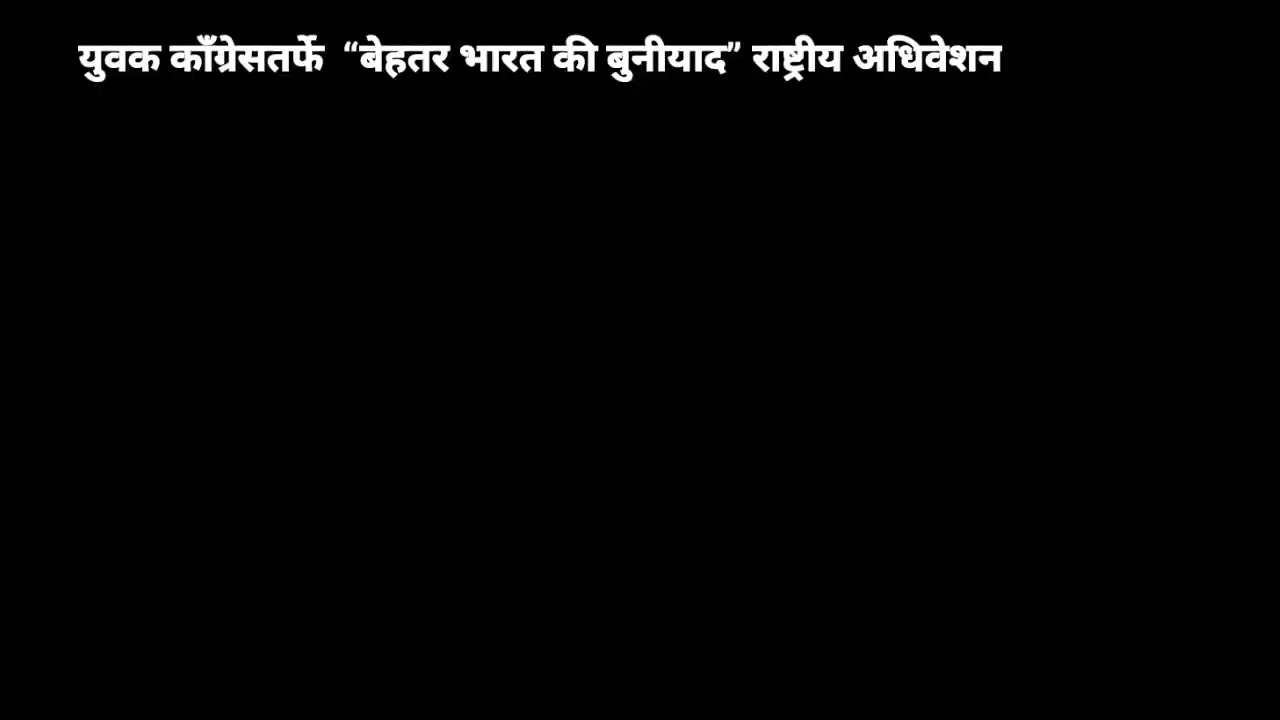 युवक काँग्रेसतर्फे “बेहतर भारत की बुनीयाद” राष्ट्रीय अधिवेशन